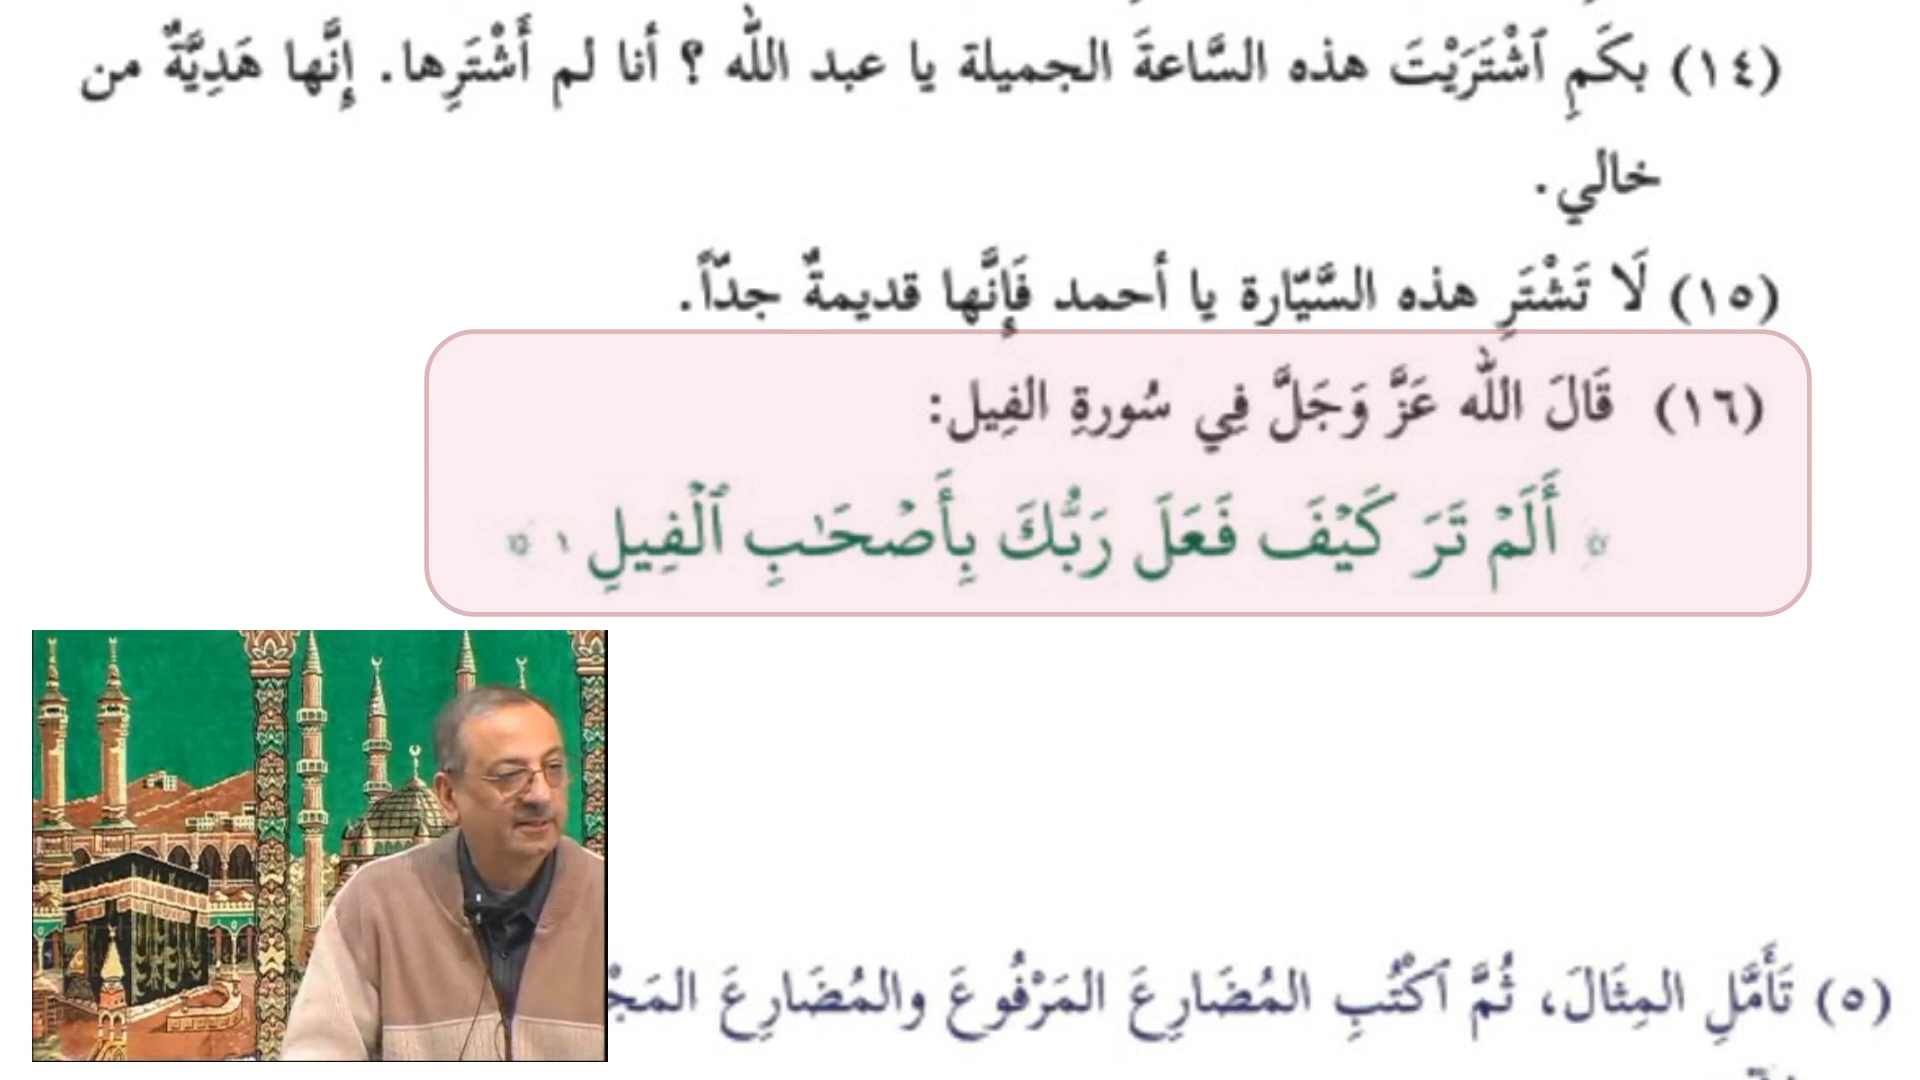 (١٤) بكَمِ ٱشْتَرَيْتَ هذه السَّاعةَ الجميلة يا عبد الله ؟ أنا لم أَشْتَرِها. إِنَّها هَدِيَّةٌ من
خالي.
(١٥) لَا تَشْتَرِ هذه السَّيّارة يا أحمد فَإِنَّها قديمةٌ جدّاً.
(١٦) قَالَ الله عَزَّ وَجَلَّ فِي سُورةِ الفِيل:
أَلَمْ تَرَ كَيْفَ فَعَلَ رَبُّكَ بِأَصْحَٰبِ ٱلْفِيلِ ١
(٥) تَأَمَّلِ المِثَالَ، ثُمَّ ٱكْتُبِ المُضَارِعَ المَرْفُوعَ والمُضَارِعَ